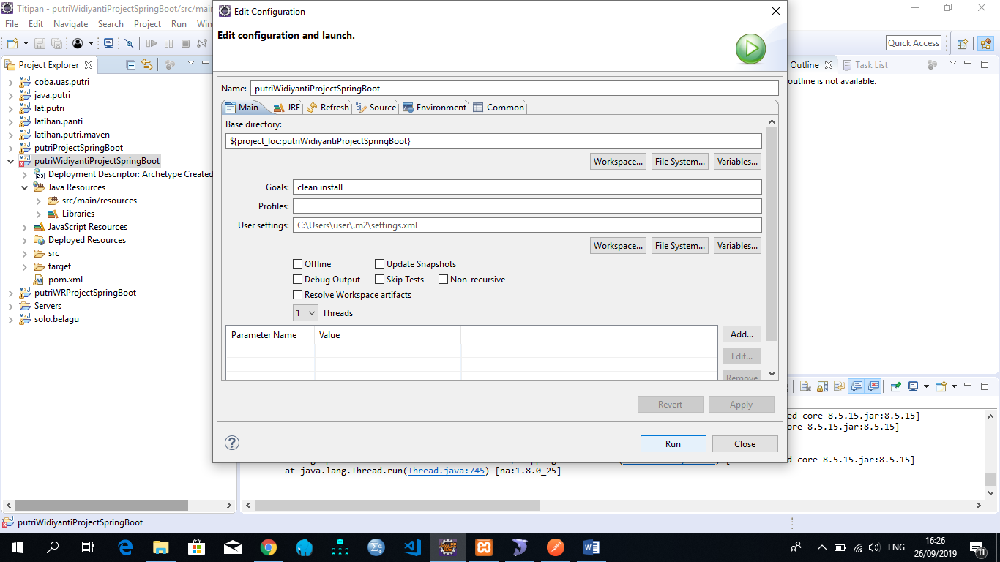 Titipan - putriWidiyantiProjectSpringBoot/src/main
File Edit Navigate Search Project Run
Quick Access
Project Explorer
coba.uas.putri
java.putri
lat.putri
latihan.panti
latihan.putri.maven
putriProjectSpringBoot
putriWidiyantiProjectSpringBoot
Deployment Descriptor: Archetype Created
Java Resources
src/main/resources
Libraries
JavaScript Resources
Deployed Resources
src
target
pom.xml
putriWRProjectSpringBoot
Servers
solo.belagu
Edit Configuration
Edit configuration and launch.
Name: putriWidiyantiProjectSpringBoot
Main JRE Refresh Source Environment Common
Base directory:
${project_loc:putriWidiyantiProjectSpringBoot}
Workspace... File System... Variables...
Goals: clean install
Profiles:
User settings: C:\Users\user\.m2\settings.xml
Workspace... File System... Variables...
Offline Update Snapshots
Debug Output Skip Tests Non-recursive
Resolve Workspace artifacts
1 Threads
Parameter Name Value
Add...
Edit...
Remove
Revert Apply
Run Close
Outline Task List
outline is not available.
ed-core-8.5.15.jar:8.5.15]
ore-8.5.15.jar:8.5.15]
ed-core-8.5.15.jar:8.5.15]
at java.lang.Thread.run(Thread.java:745) [na:1.8.0_25]
putriWidiyantiProjectSpringBoot
ENG
16:26
26/09/2019
11